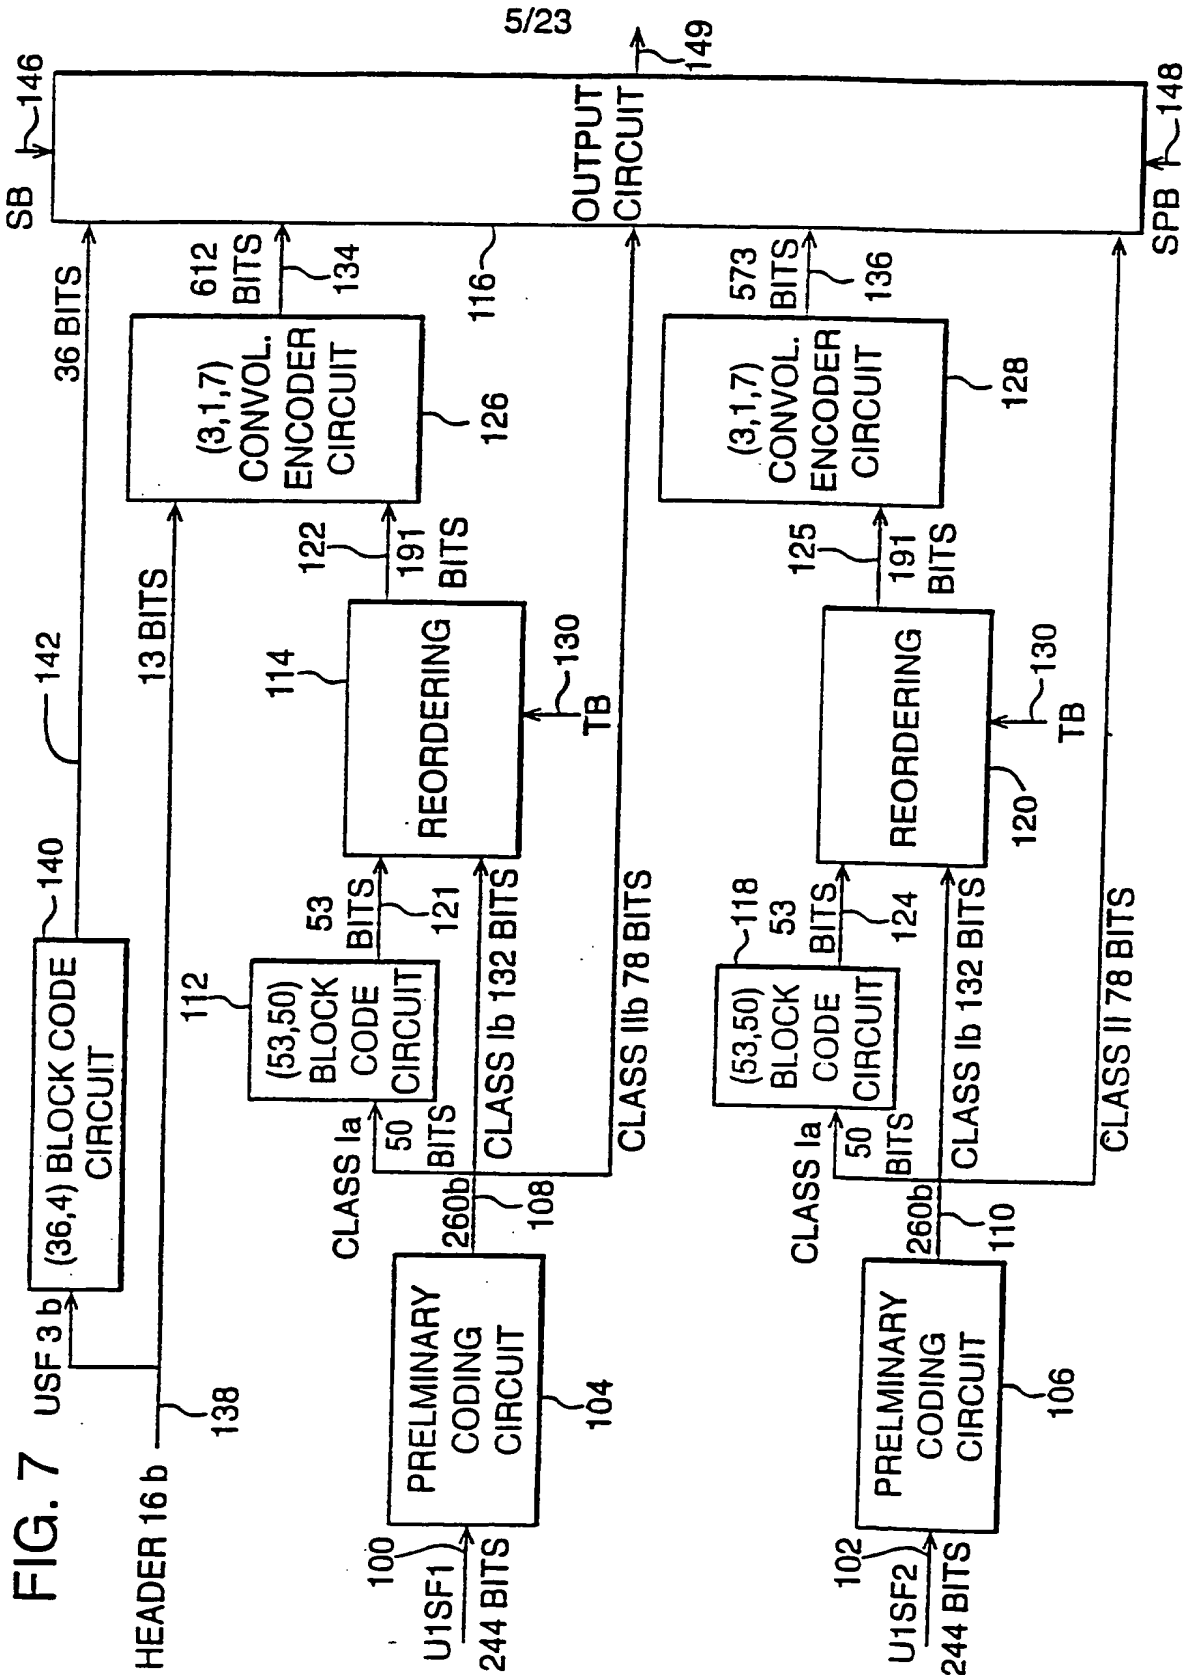 5/23
FIG. 7
HEADER 16 b
138
USF 3 b
(36,4) BLOCK CODE
CIRCUIT
140
142
36 BITS
SB
146
13 BITS
U1SF1
100
244 BITS
PRELMINARY
CODING
CIRCUIT
104
260b
108
CLASS Ia
50
BITS
112
(53,50)
BLOCK
CODE
CIRCUIT
53
BITS
121
CLASS Ib 132 BITS
CLASS IIb 78 BITS
114
REORDERING
130
TB
122
191
BITS
(3,1,7)
CONVOL.
ENCODER
CIRCUIT
126
612
BITS
134
116
OUTPUT
CIRCUIT
149
U1SF2
102
244 BITS
PRELMINARY
CODING
CIRCUIT
106
260b
110
CLASS Ia
50
BITS
(53,50)
BLOCK
CODE
CIRCUIT
118
53
BITS
124
CLASS Ib 132 BITS
CLASS II 78 BITS
REORDERING
120
130
TB
125
191
BITS
(3,1,7)
CONVOL.
ENCODER
CIRCUIT
128
573
BITS
136
SPB
148